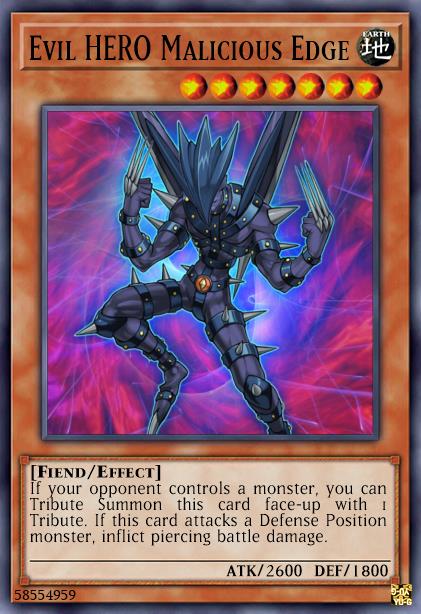 Evil HERO Malicious Edge
EARTH
地
[Fiend/Effect]
If your opponent controls a monster, you can
Tribute Summon this card face-up with 1
Tribute. If this card attacks a Defense Position
monster, inflict piercing battle damage.
ATK/2600 DEF/1800
58554959